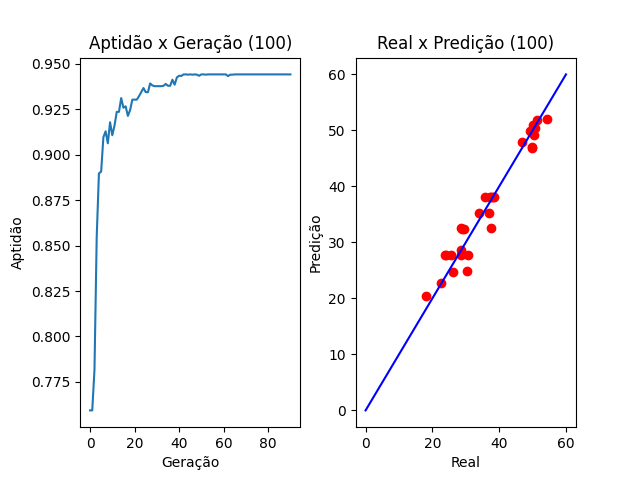 Aptidão x Geração (100)
Aptidão
0.950
0.925
0.900
0.875
0.850
0.825
0.800
0.775
0 20 40 60 80
Geração
Real x Predição (100)
Predição
60
50
40
30
20
10
0
0 20 40 60
Real